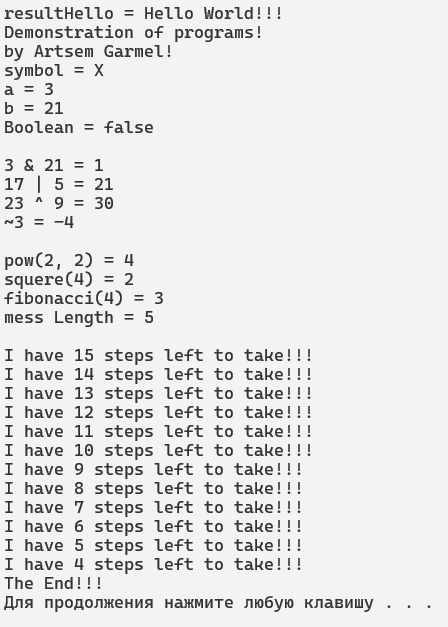 resultHello = Hello World!!!
Demonstration of programs!
by Artsem Garmel!
symbol = X
a = 3
b = 21
Boolean = false
3 & 21 = 1
17 | 5 = 21
23 ^ 9 = 30
~3 = -4
pow(2, 2) = 4
squere(4) = 2
fibonacci(4) = 3
mess Length = 5
I have 15 steps left to take!!!
I have 14 steps left to take!!!
I have 13 steps left to take!!!
I have 12 steps left to take!!!
I have 11 steps left to take!!!
I have 10 steps left to take!!!
I have 9 steps left to take!!!
I have 8 steps left to take!!!
I have 7 steps left to take!!!
I have 6 steps left to take!!!
I have 5 steps left to take!!!
I have 4 steps left to take!!!
The End!!!
Для продолжения нажмите любую клавишу . . .